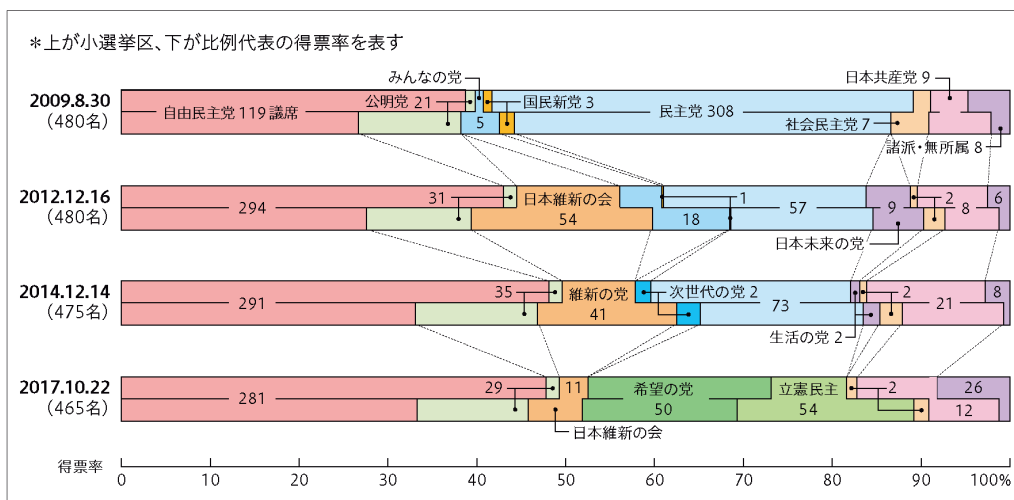 *上が小選挙区、下が比例代表の得票率を表す
みんなの党
日本共産党 9
2009.8.30
(480名)
自由民主党 119 議席
公明党 21
5
国民新党 3
民主党 308
社会民主党 7
諸派・無所属 8
2012.12.16
(480名)
294
31
日本維新の会
54
18
1
57
9
2
8
6
日本未来の党
2014.12.14
(475名)
291
35
維新の党
41
次世代の党 2
73
2
21
8
生活の党 2
2017.10.22
(465名)
281
29
11
希望の党
50
立憲民主
54
2
12
26
日本維新の会
得票率
0 10 20 30 40 50 60 70 80 90 100%